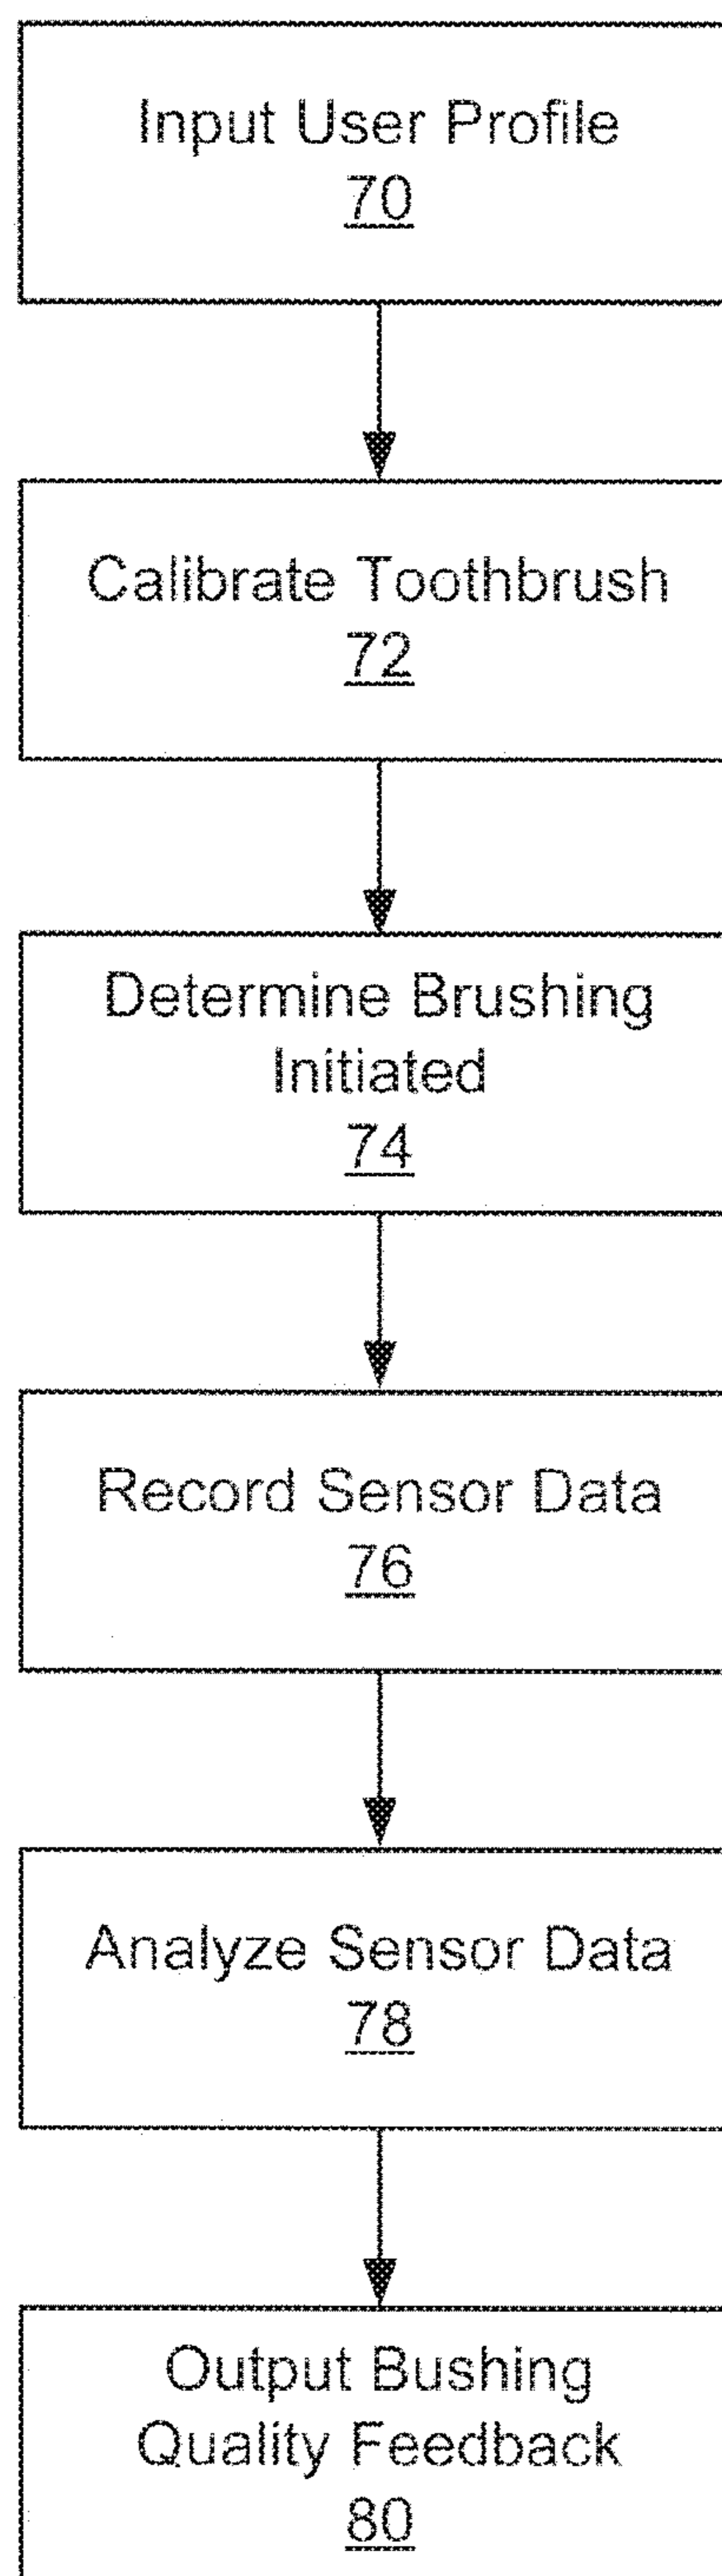 Input User Profile
70
Calibrate Toothbrush
72
Determine Brushing
Initiated
74
Record Sensor Data
76
Analyze Sensor Data
78
Output Bushing
Quality Feedback
80